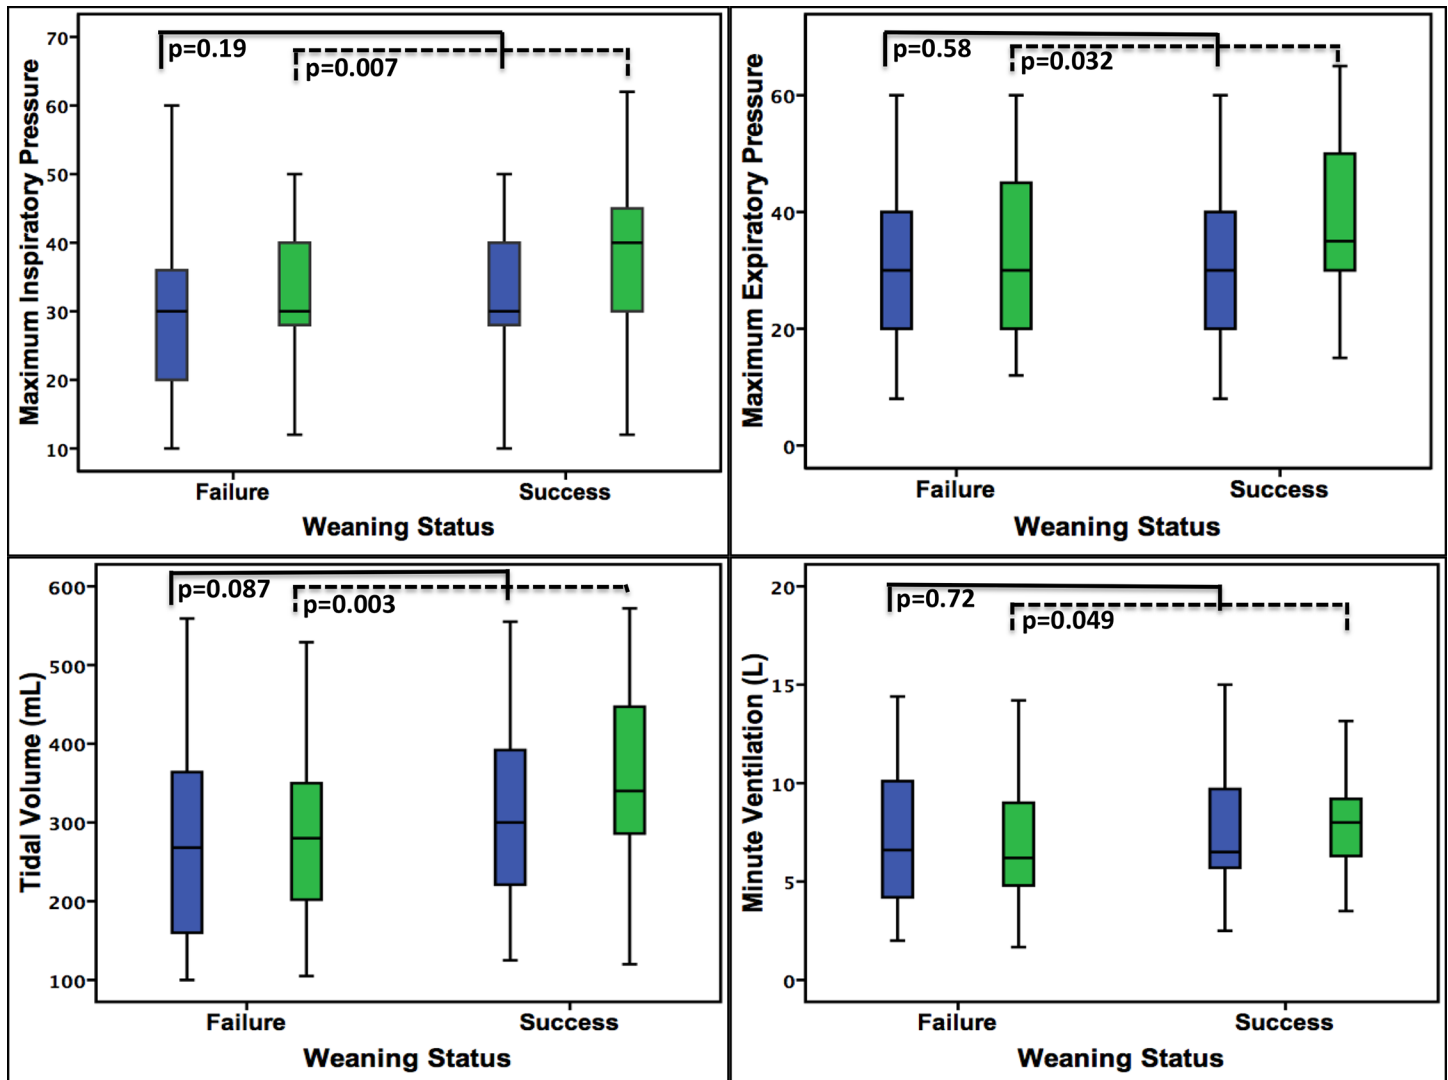 Maximum Inspiratory Pressure
70
60
50
40
30
20
10
p=0.19
p=0.007
Failure
Success
Weaning Status
Maximum Expiratory Pressure
60
40
20
0
p=0.58
p=0.032
Failure
Success
Weaning Status
Tidal Volume (mL)
600
500
400
300
200
100
p=0.087
p=0.003
Failure
Success
Weaning Status
Minute Ventilation (L)
20
15
10
5
0
p=0.72
p=0.049
Failure
Success
Weaning Status